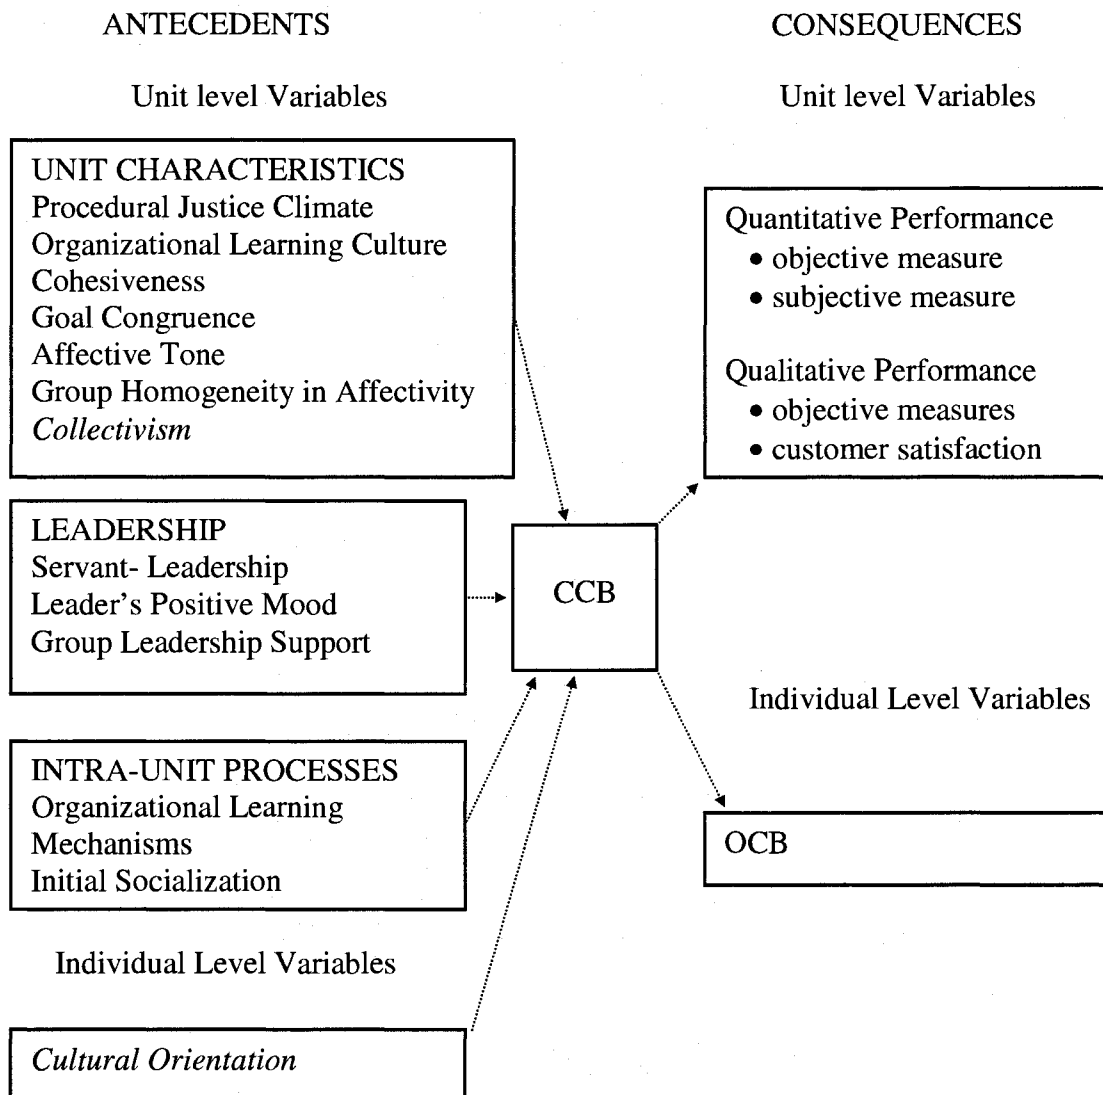 ANTECEDENTS
Unit level Variables
UNIT CHARACTERISTICS
Procedural Justice Climate
Organizational Learning Culture
Cohesiveness
Goal Congruence
Affective Tone
Group Homogeneity in Affectivity
Collectivism
LEADERSHIP
Servant- Leadership
Leader's Positive Mood
Group Leadership Support
INTRA-UNIT PROCESSES
Organizational Learning
Mechanisms
Initial Socialization
Individual Level Variables
Cultural Orientation
CCB
CONSEQUENCES
Unit level Variables
Quantitative Performance
• objective measure
• subjective measure
Qualitative Performance
• objective measures
• customer satisfaction
Individual Level Variables
OCB